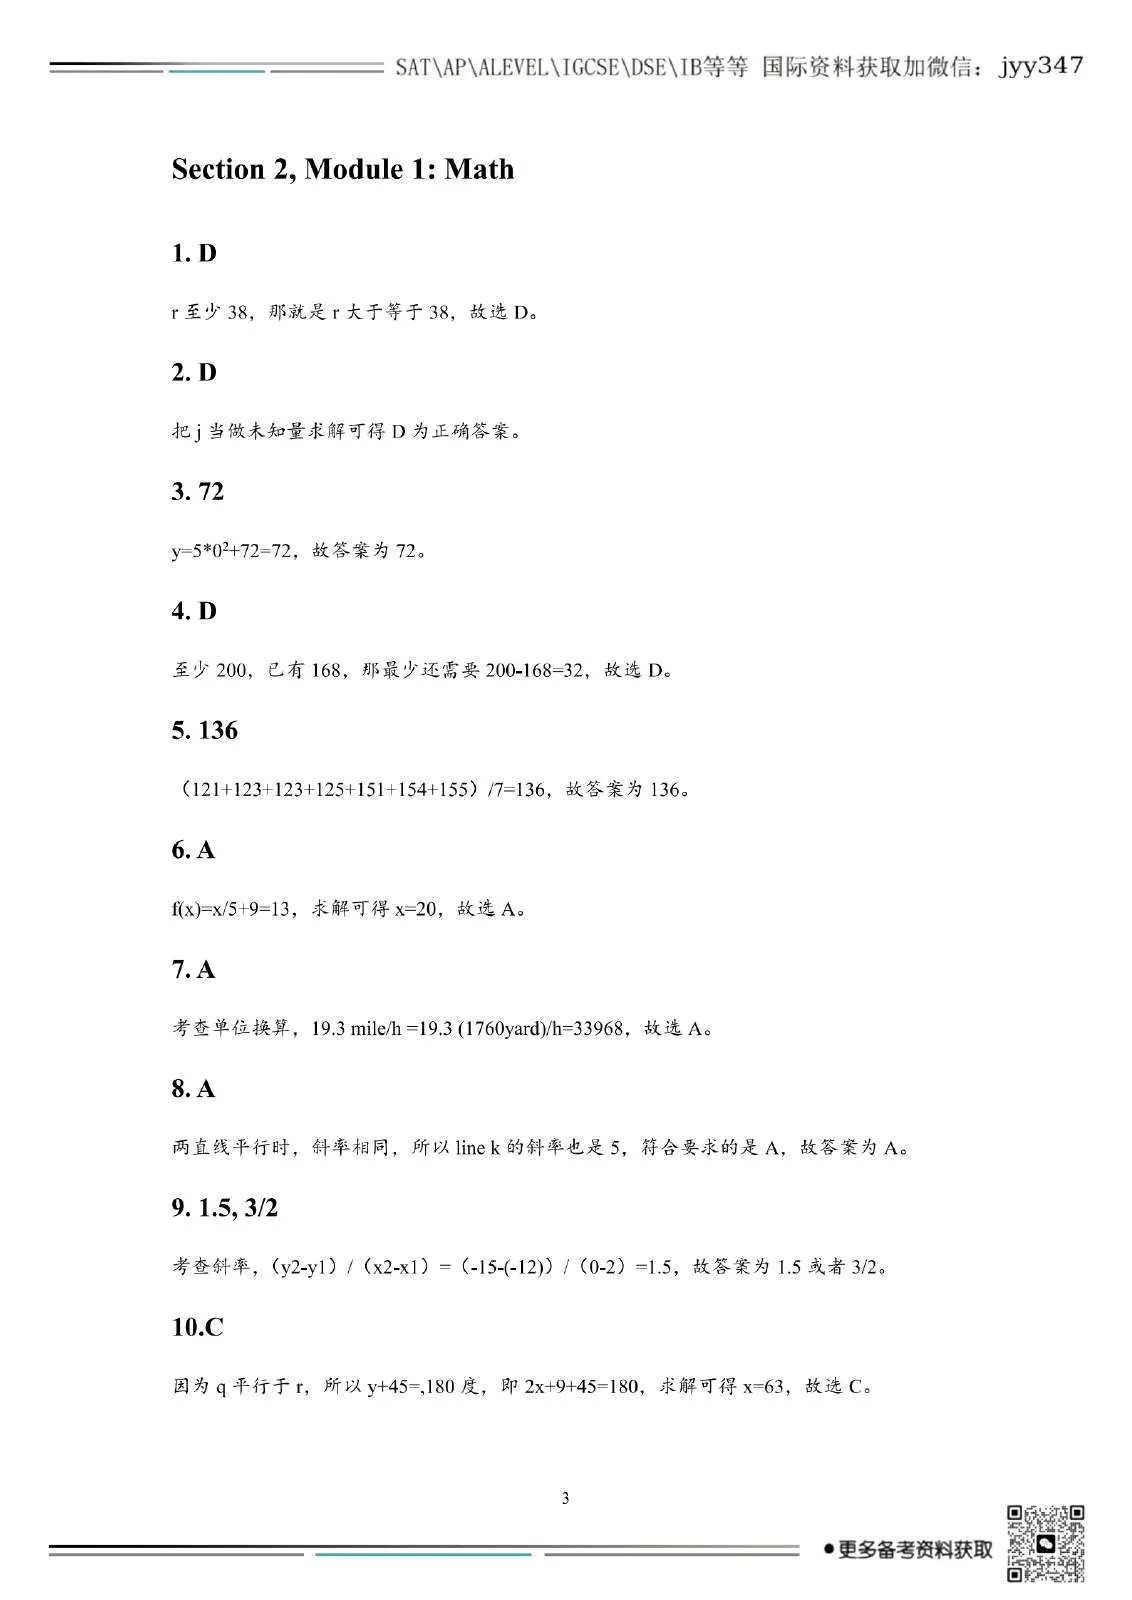 SAT\AP\ALEVEL\IGCSE\DSE\IB等等 国际资料获取加微信： jyy347
Section 2, Module 1: Math
1. D
r 至少 38，那就是 r 大于等于 38，故选 D。
2. D
把 j 当做未知量求解可得 D 为正确答案。
3. 72
y=5*0²+72=72，故答案为 72。
4. D
至少 200，已有 168，那最少还需要 200-168=32，故选 D。
5. 136
（121+123+123+125+151+154+155）/7=136，故答案为 136。
6. A
f(x)=x/5+9=13，求解可得 x=20，故选 A。
7. A
考查单位换算，19.3 mile/h =19.3 (1760yard)/h=33968，故选 A。
8. A
两直线平行时，斜率相同，所以 line k 的斜率也是 5，符合要求的是 A，故答案为 A。
9. 1.5, 3/2
考查斜率，（y2-y1）/（x2-x1）=（-15-(-12)）/（0-2）=1.5，故答案为 1.5 或者 3/2。
10.C
因为 q 平行于 r，所以 y+45=,180 度，即 2x+9+45=180，求解可得 x=63，故选 C。
3
●更多备考资料获取